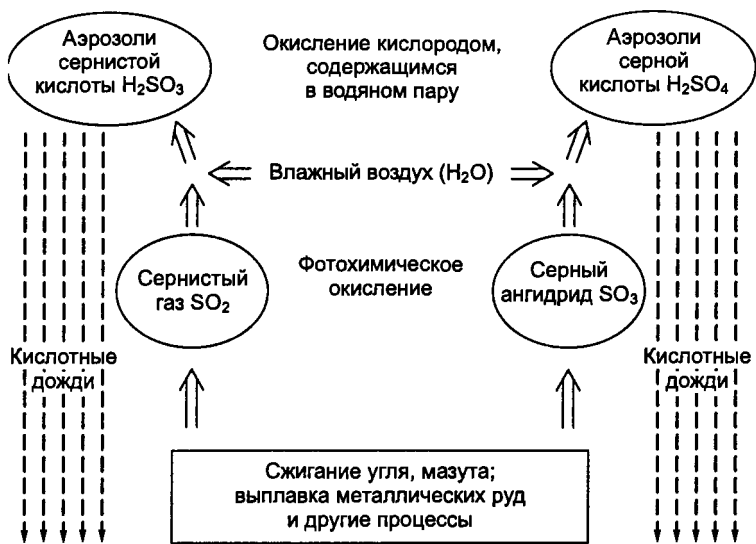 Аэрозоли
сернистой
кислоты H₂SO₃
Окисление кислородом,
содержащимся
в водяном пару
Аэрозоли
серной
кислоты H₂SO₄
Влажный воздух (H₂O)
Сернистый
газ SO₂
Фотохимическое
окисление
Серный
ангидрид SO₃
Кислотные
дожди
Кислотные
дожди
Сжигание угля, мазута;
выплавка металлических руд
и другие процессы